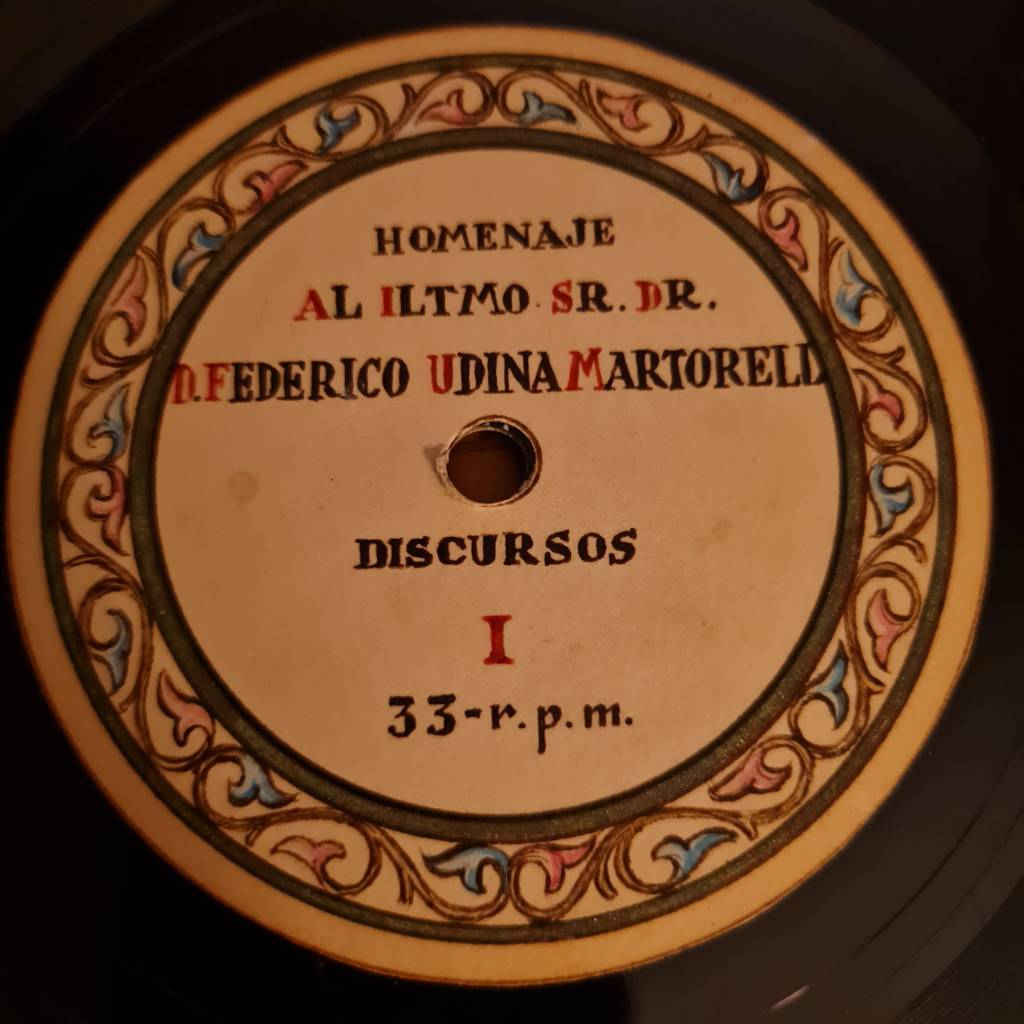 HOMENAJE
AL ILTMO. SR. DR.
D. FEDERICO UDINA MARTORELL
DISCURSOS
I
33-r.p.m.